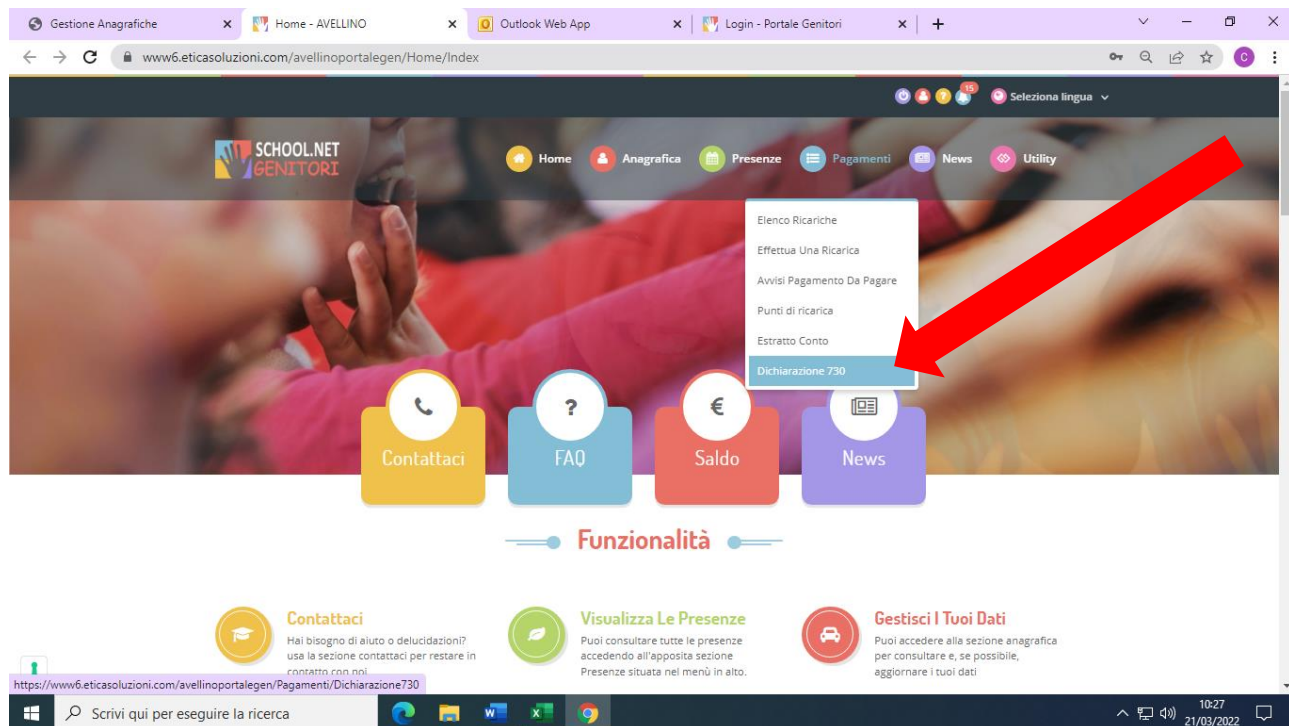 Gestione Anagrafiche
Home - AVELLINO
Outlook Web App
Login - Portale Genitori
www6.eticasoluzioni.com/avellinoportalegen/Home/Index
C
15
Seleziona lingua
SCHOOL.NET
GENITORI
Home
Anagrafica
Presenze
Pagamenti
News
Utility
Elenco Ricariche
Effettua Una Ricarica
Avvisi Pagamento Da Pagare
Punti di ricarica
Estratto Conto
Dichiarazione 730
?
€
Contattaci
FAQ
Saldo
News
Funzionalità
Contattaci
Hai bisogno di aiuto o delucidazioni?
usa la sezione contattaci per restare in
contatto con noi
Visualizza Le Presenze
Puoi consultare tutte le presenze
accedendo all'apposita sezione
Presenze situata nel menù in alto.
Gestisci I Tuoi Dati
Puoi accedere alla sezione anagrafica
per consultare e, se possibile,
aggiornare i tuoi dati
https://www6.eticasoluzioni.com/avellinoportalegen/Pagamenti/Dichiarazione730
Scrivi qui per eseguire la ricerca
10:27
21/03/2022